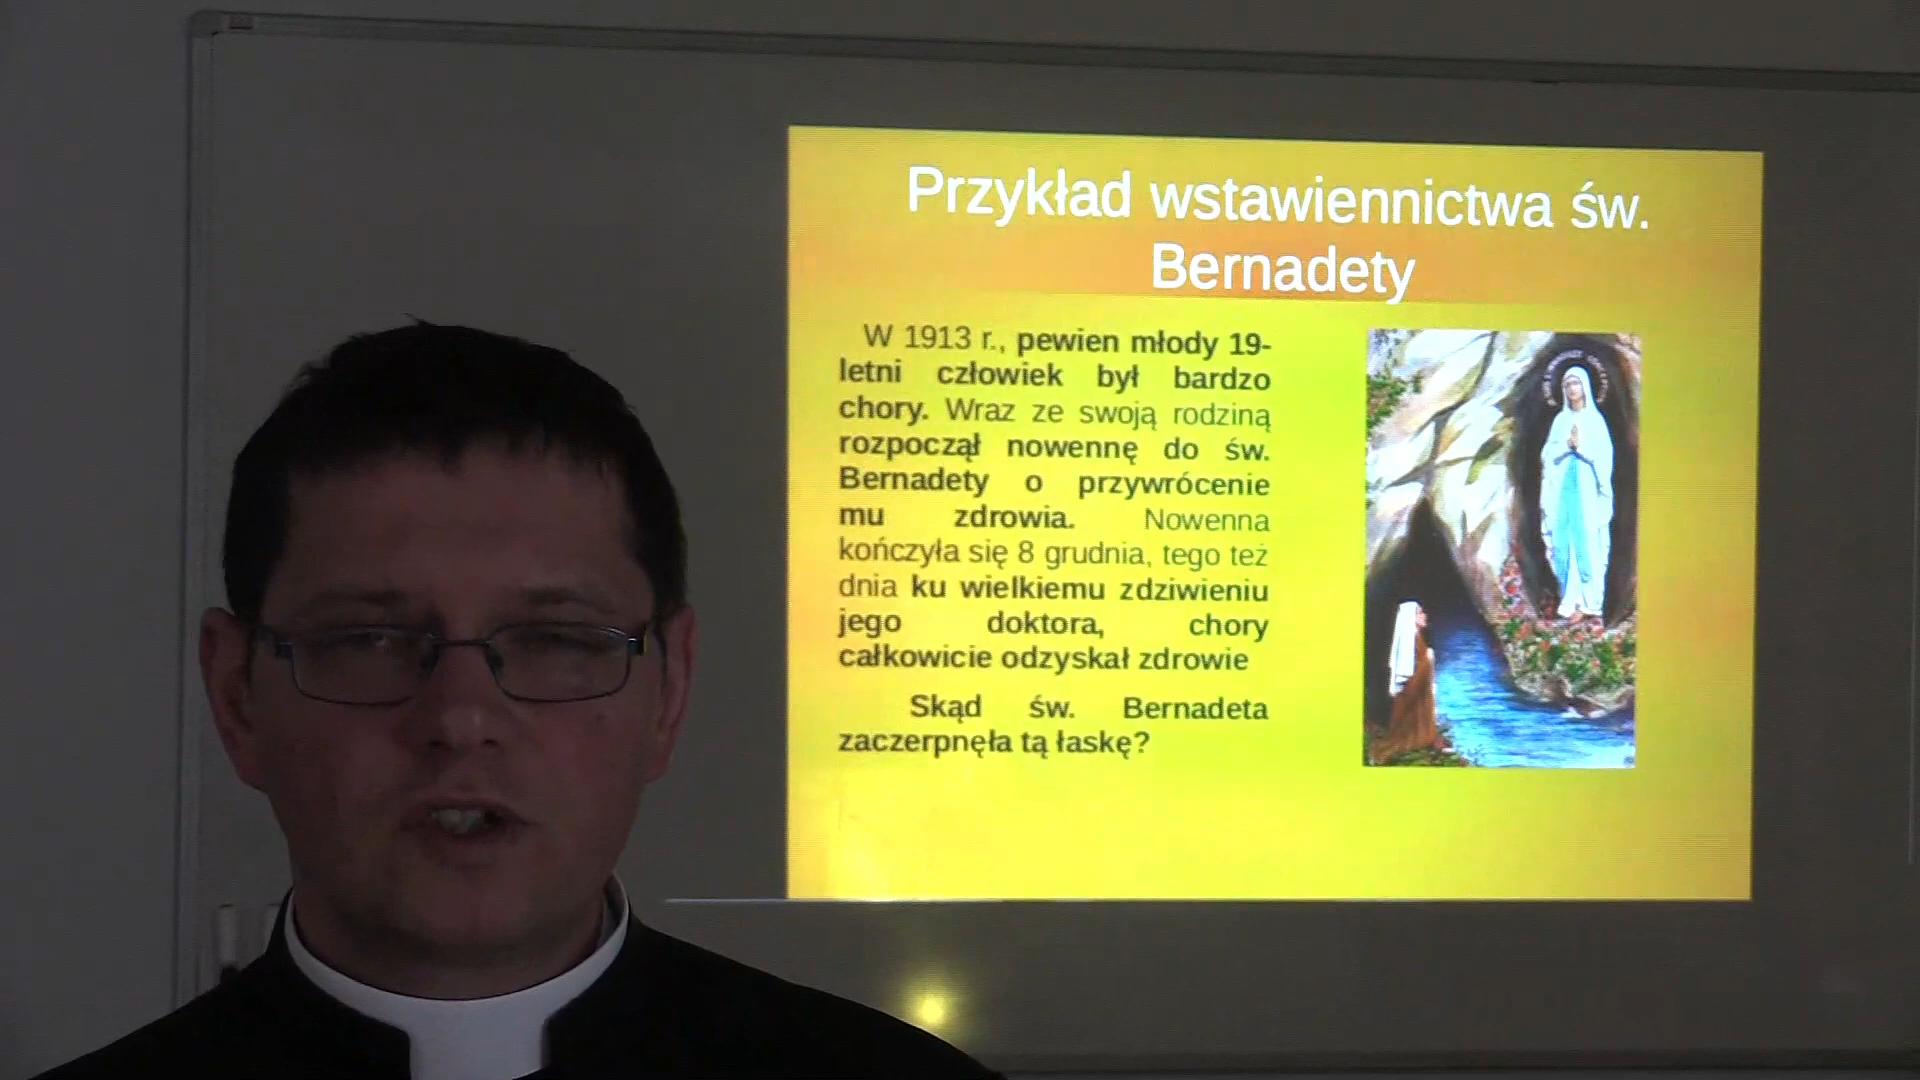 Przykład wstawiennictwa św.
Bernadety
W 1913 r., pewien młody 19-
letni człowiek był bardzo
chory. Wraz ze swoją rodziną
rozpoczął nowennę do św.
Bernadety o przywrócenie
mu zdrowia. Nowenna
kończyła się 8 grudnia, tego też
dnia ku wielkiemu zdziwieniu
jego doktora, chory
całkowicie odzyskał zdrowie
Skąd św. Bernadeta
zaczerpnęła tą łaskę?